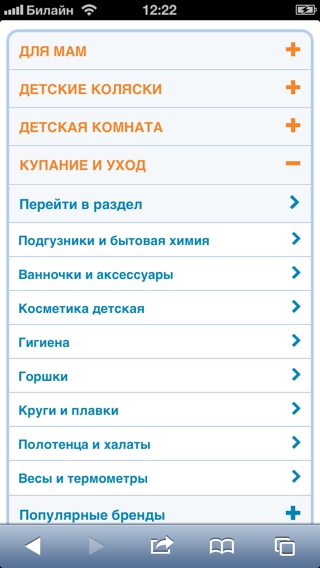 Билайн 12:22
ДЛЯ МАМ
ДЕТСКИЕ КОЛЯСКИ
ДЕТСКАЯ КОМНАТА
КУПАНИЕ И УХОД
Перейти в раздел
Подгузники и бытовая химия
Ванночки и аксессуары
Косметика детская
Гигиена
Горшки
Круги и плавки
Полотенца и халаты
Весы и термометры
Популярные бренды